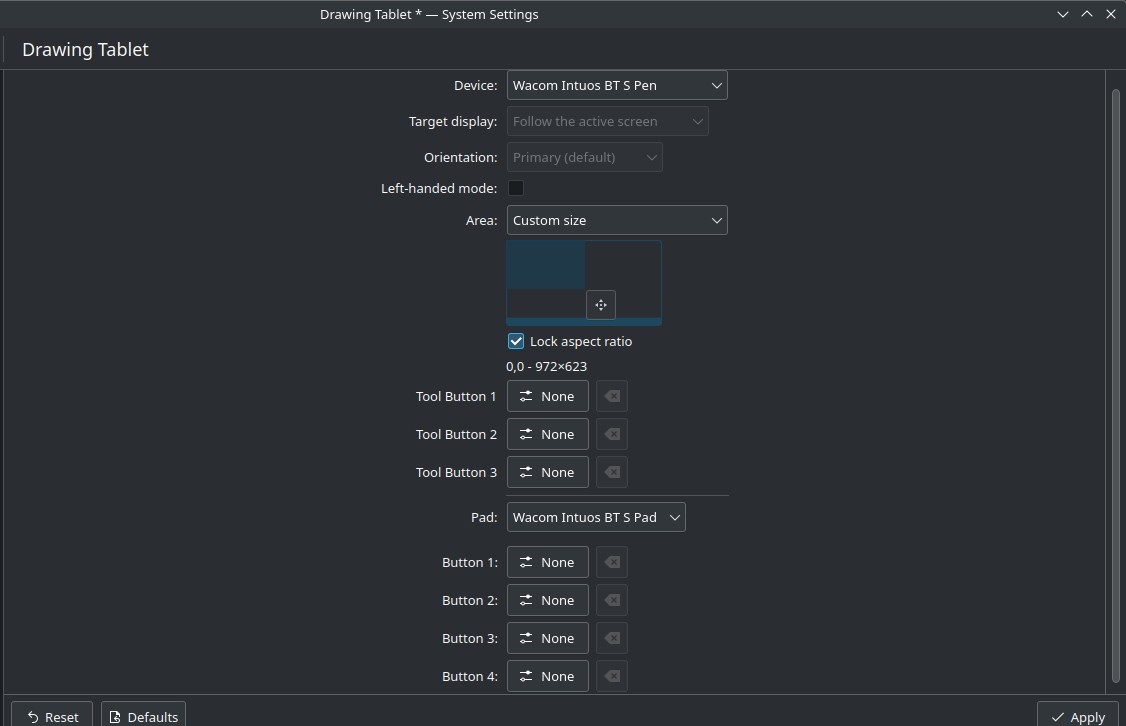 Drawing Tablet * — System Settings
Drawing Tablet
Device: Wacom Intuos BT S Pen
Target display: Follow the active screen
Orientation: Primary (default)
Left-handed mode:
Area: Custom size
Lock aspect ratio
0,0 - 972×623
Tool Button 1 None
Tool Button 2 None
Tool Button 3 None
Pad: Wacom Intuos BT S Pad
Button 1: None
Button 2: None
Button 3: None
Button 4: None
Reset Defaults Apply